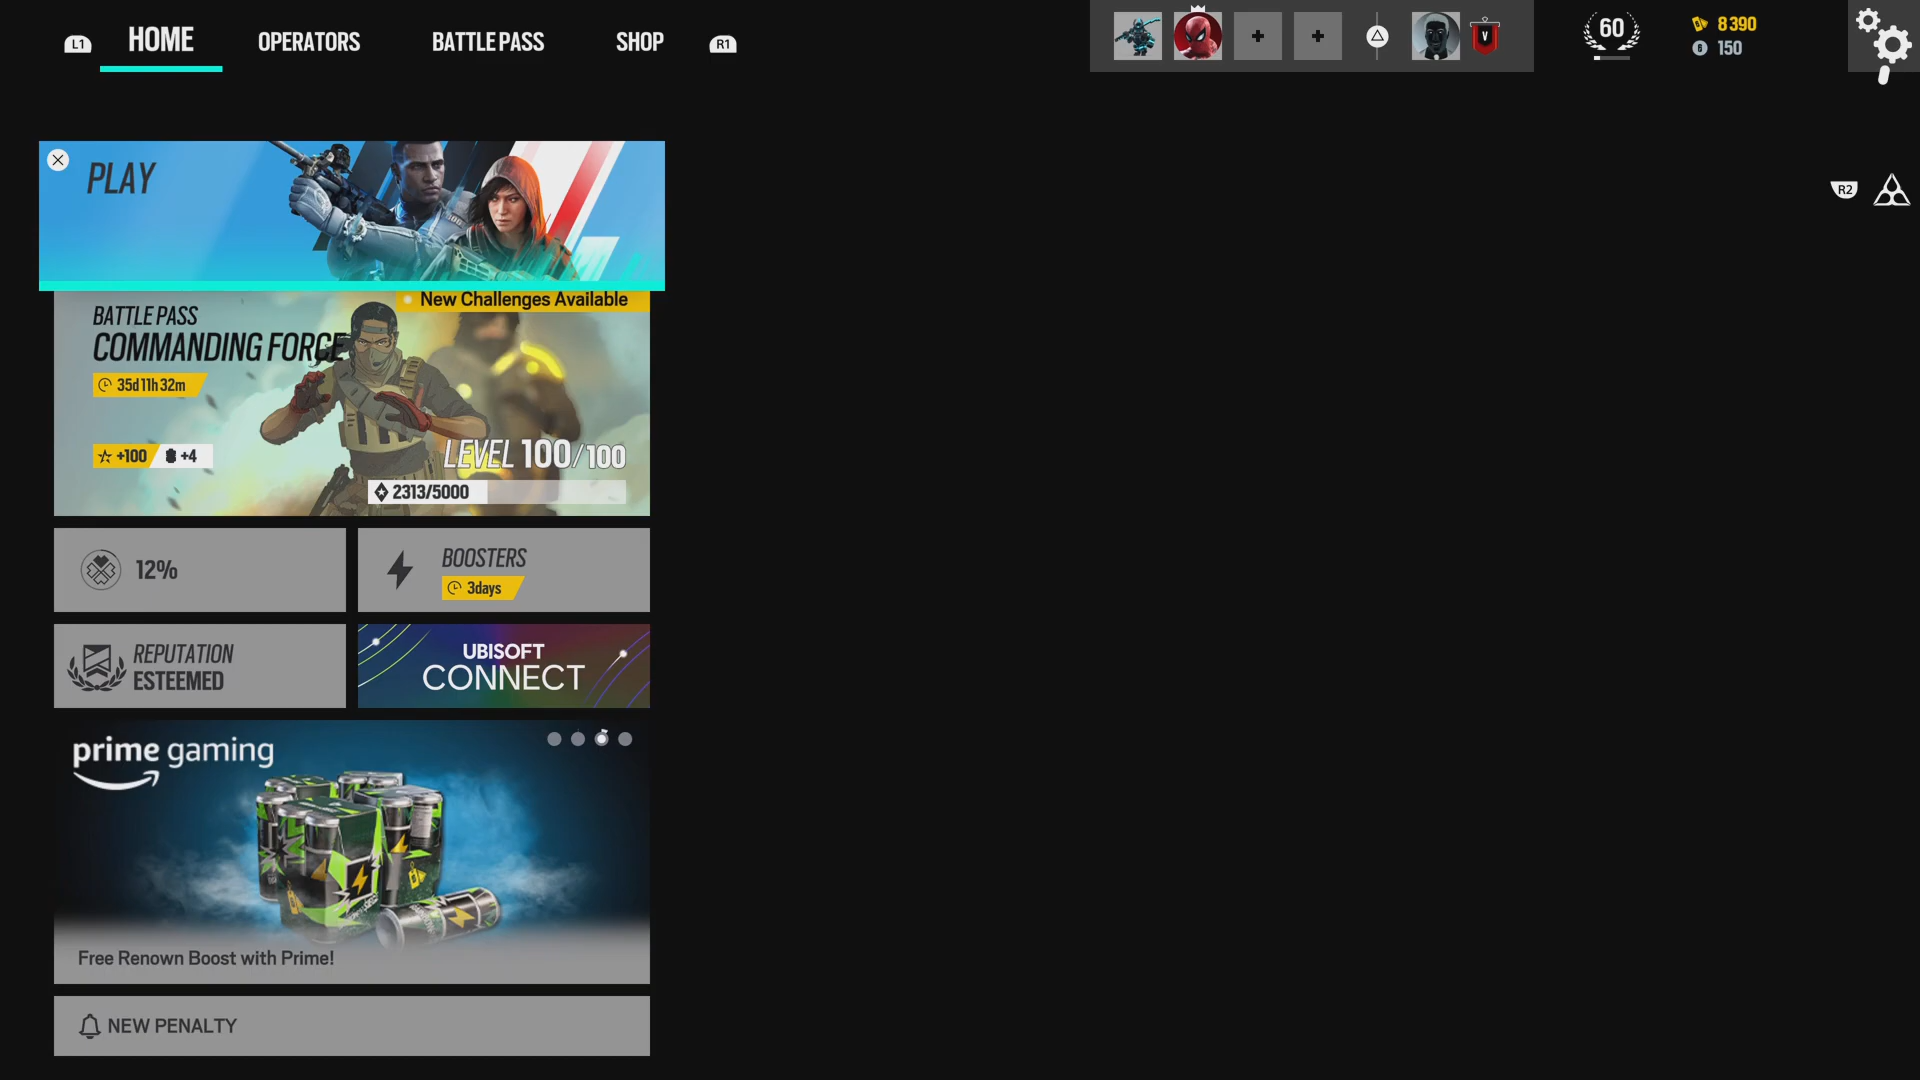 L1
HOME
OPERATORS
BATTLE PASS
SHOP
R1
V
60
8 390
150
PLAY
R2
New Challenges Available
BATTLE PASS
COMMANDING FORCE
35d 11h 32m
+100
+4
LEVEL 100/100
2313/5000
12%
BOOSTERS
3days
REPUTATION
ESTEEMED
UBISOFT
CONNECT
prime gaming
Free Renown Boost with Prime!
NEW PENALTY